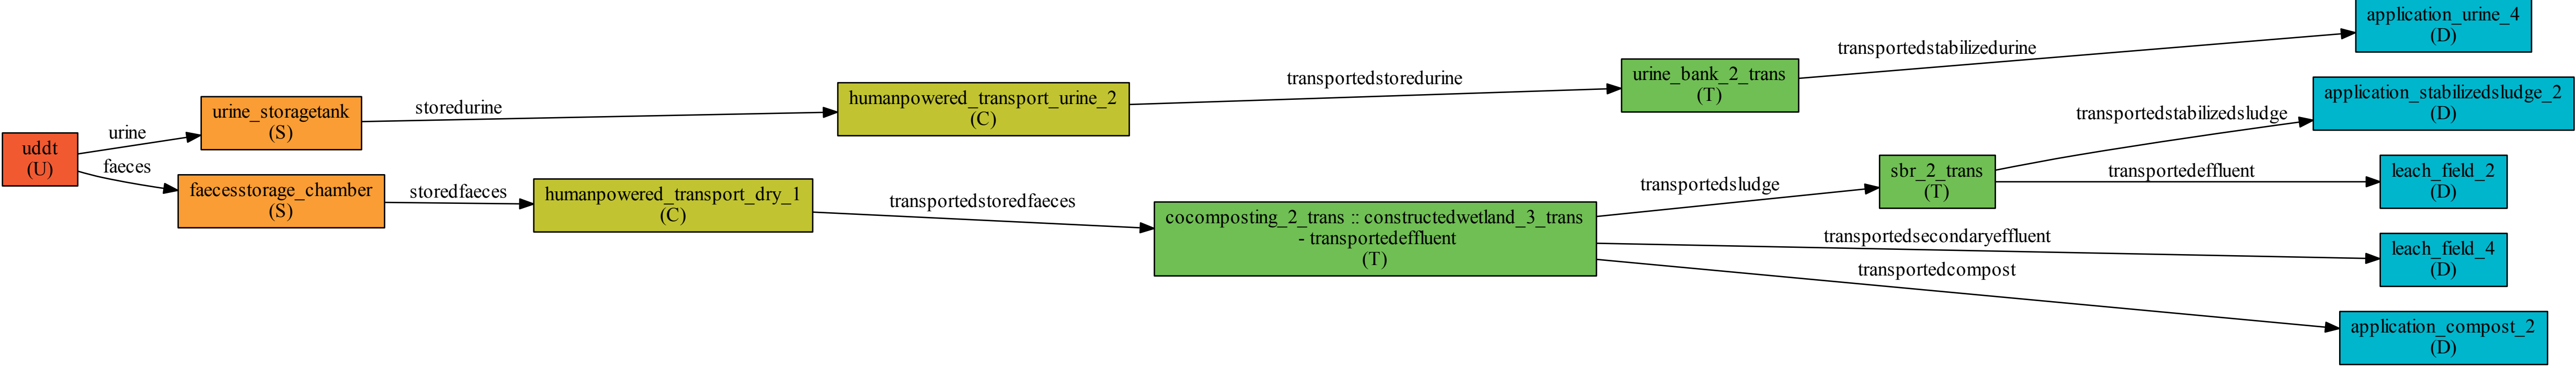 uddt
(U)
urine
faeces
urine_storagetank
(S)
faecesstorage_chamber
(S)
storedurine
storedfaeces
humanpowered_transport_urine_2
(C)
humanpowered_transport_dry_1
(C)
transportedstoredurine
transportedstoredfaeces
urine_bank_2_trans
(T)
cocomposting_2_trans :: constructedwetland_3_trans
- transportedeffluent
(T)
transportedsludge
sbr_2_trans
(T)
transportedstabilizedurine
transportedstabilizedsludge
transportedeffluent
transportedsecondaryeffluent
transportedcompost
application_urine_4
(D)
application_stabilizedsludge_2
(D)
leach_field_2
(D)
leach_field_4
(D)
application_compost_2
(D)